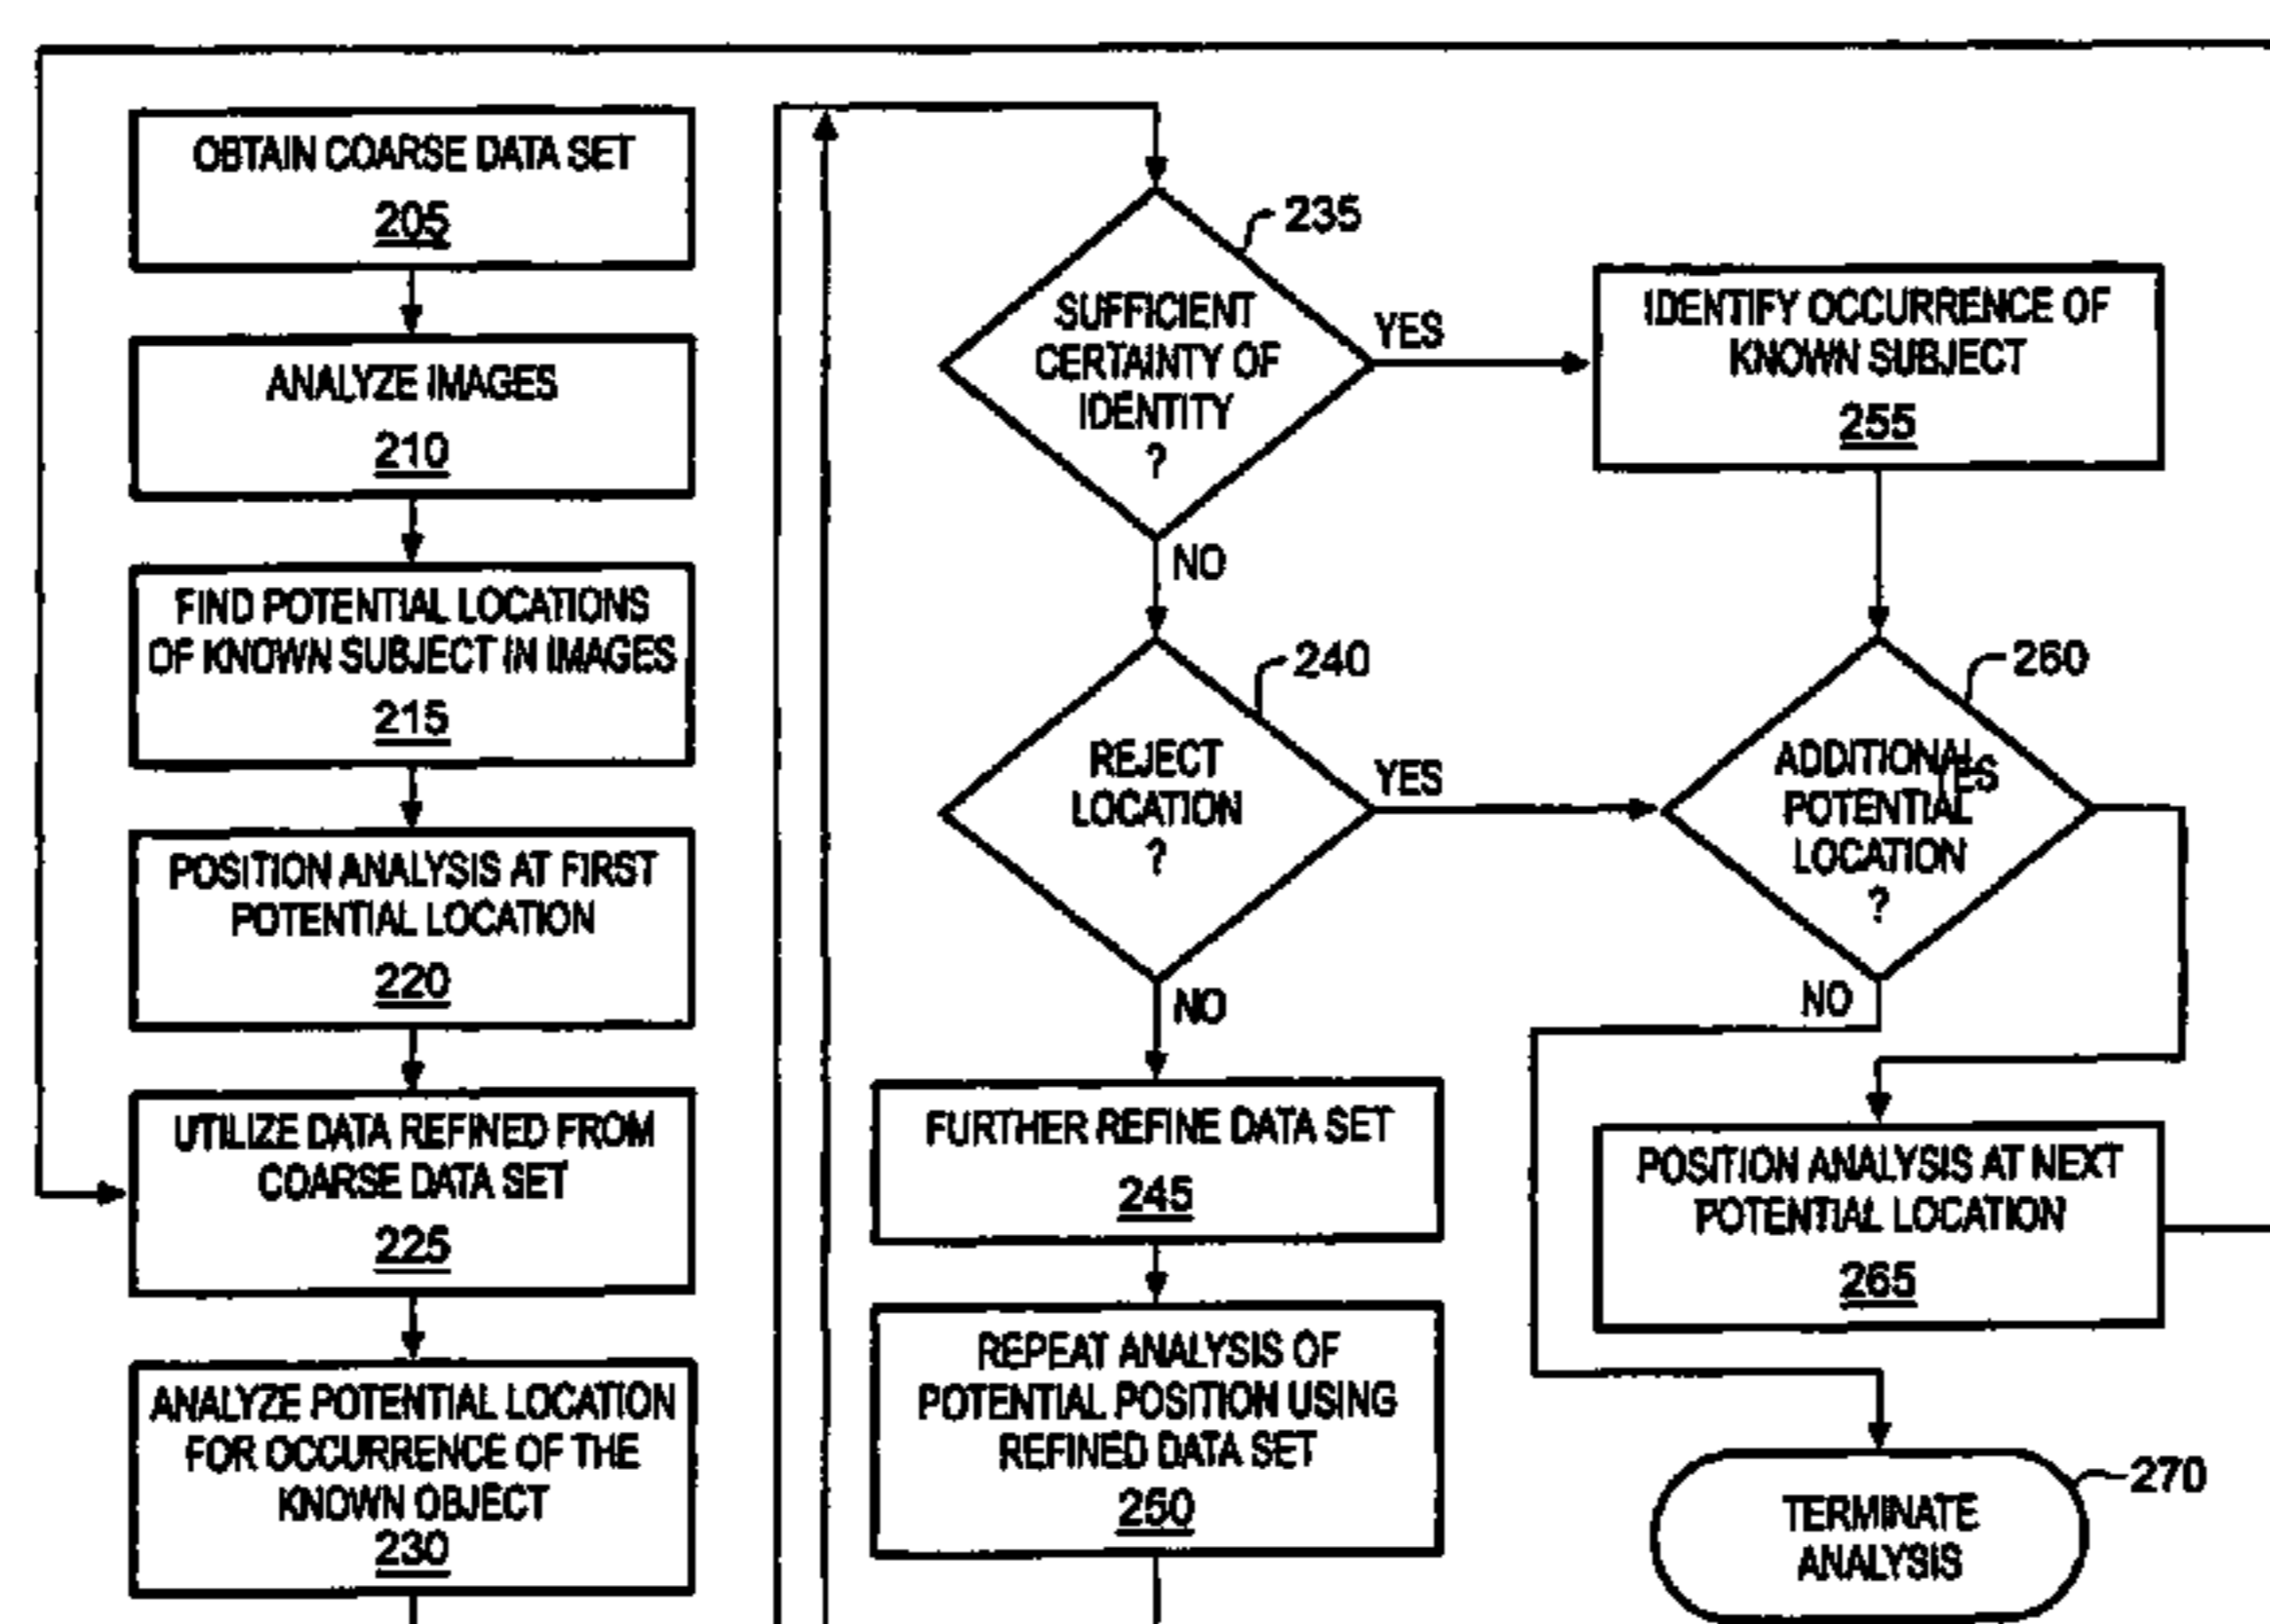 OBTAIN COARSE DATA SET
205
ANALYZE IMAGES
210
FIND POTENTIAL LOCATIONS
OF KNOWN SUBJECT IN IMAGES
215
POSITION ANALYSIS AT FIRST
POTENTIAL LOCATION
220
UTILIZE DATA REFINED FROM
COARSE DATA SET
225
ANALYZE POTENTIAL LOCATION
FOR OCCURRENCE OF THE
KNOWN OBJECT
230
235
SUFFICIENT
CERTAINTY OF
IDENTITY
?
YES
NO
240
REJECT
LOCATION
?
YES
NO
FURTHER REFINE DATA SET
245
REPEAT ANALYSIS OF
POTENTIAL POSITION USING
REFINED DATA SET
250
IDENTIFY OCCURRENCE OF
KNOWN SUBJECT
255
260
ADDITIONAL
YES
POTENTIAL
LOCATION
?
NO
POSITION ANALYSIS AT NEXT
POTENTIAL LOCATION
265
270
TERMINATE
ANALYSIS